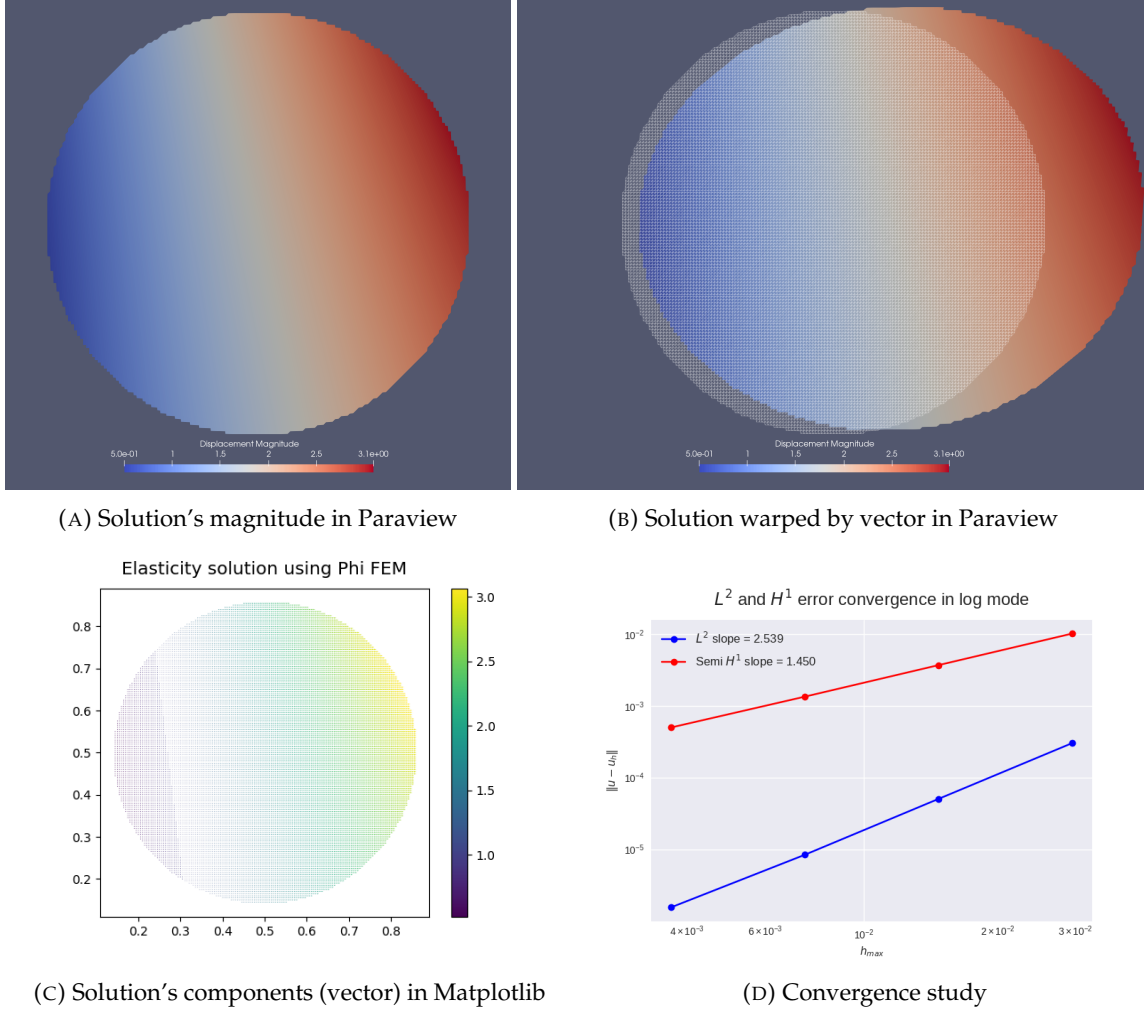 Displacement Magnitude
5.0e-01 1 1.5 2 2.5 3.1e+00
Displacement Magnitude
5.0e-01 1 1.5 2 2.5 3.1e+00
(A) Solution's magnitude in Paraview
(B) Solution warped by vector in Paraview
Elasticity solution using Phi FEM
0.8
0.7
0.6
0.5
0.4
0.3
0.2
0.2 0.3 0.4 0.5 0.6 0.7 0.8
3.0
2.5
2.0
1.5
1.0
L² and H¹ error convergence in log mode
L² slope = 2.539
Semi H¹ slope = 1.450
10⁻²
10⁻³
10⁻⁴
10⁻⁵
‖u − uₕ‖
4 × 10⁻³ 6 × 10⁻³ 10⁻² 2 × 10⁻² 3 × 10⁻²
hₘₐₓ
(C) Solution's components (vector) in Matplotlib
(D) Convergence study